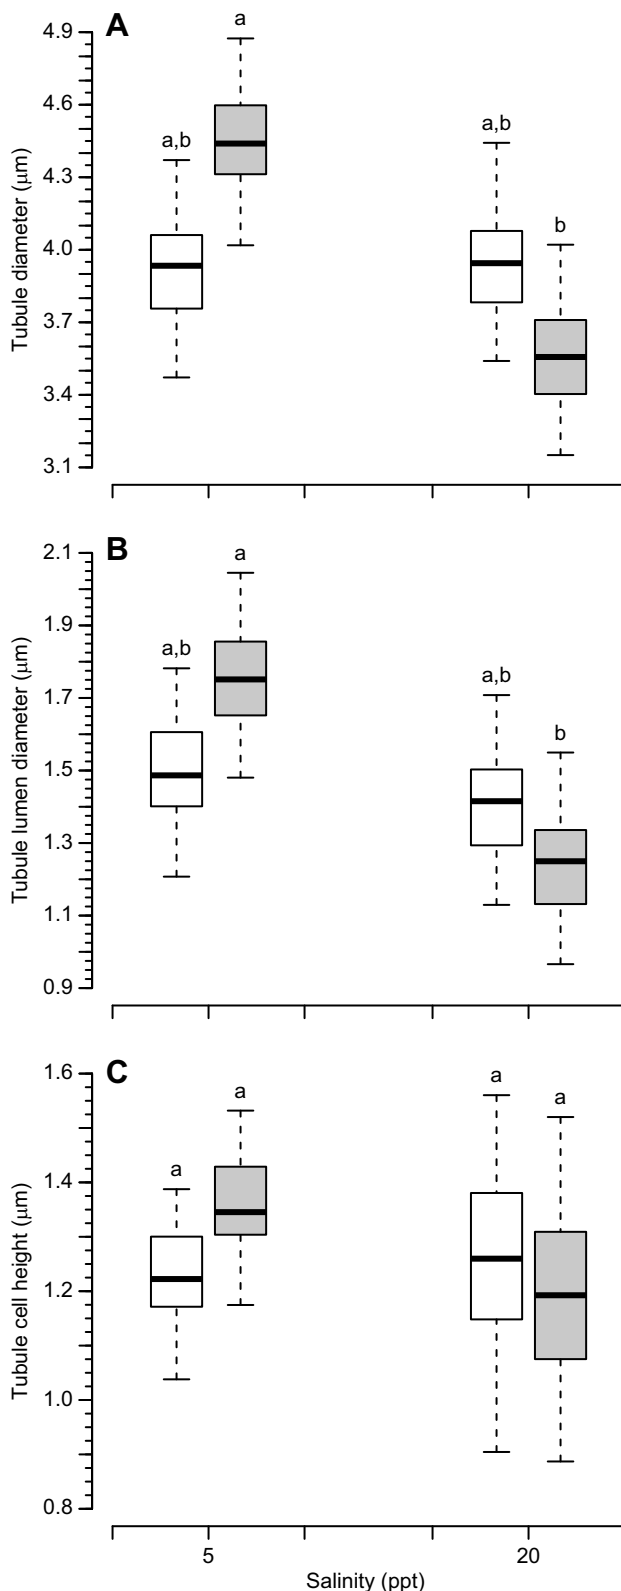 A
4.9
4.6
4.3
4.0
3.7
3.4
3.1
Tubule diameter (μm)
a,b
a
a,b
b
B
2.1
1.9
1.7
1.5
1.3
1.1
0.9
Tubule lumen diameter (μm)
a,b
a
a,b
b
C
1.6
1.4
1.2
1.0
0.8
Tubule cell height (μm)
a
a
a
a
5
20
Salinity (ppt)